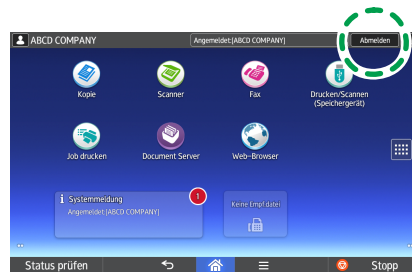 ABCD COMPANY
Angemeldet:[ABCD COMPANY]
Abmelden
Kopie
Scanner
Fax
Drucken/Scannen
(Speichergerät)
Job drucken
Document Server
Web-Browser
Systemmeldung
1
Angemeldet:[ABCD COMPANY]
Keine Empf datei
Status prüfen
Stopp